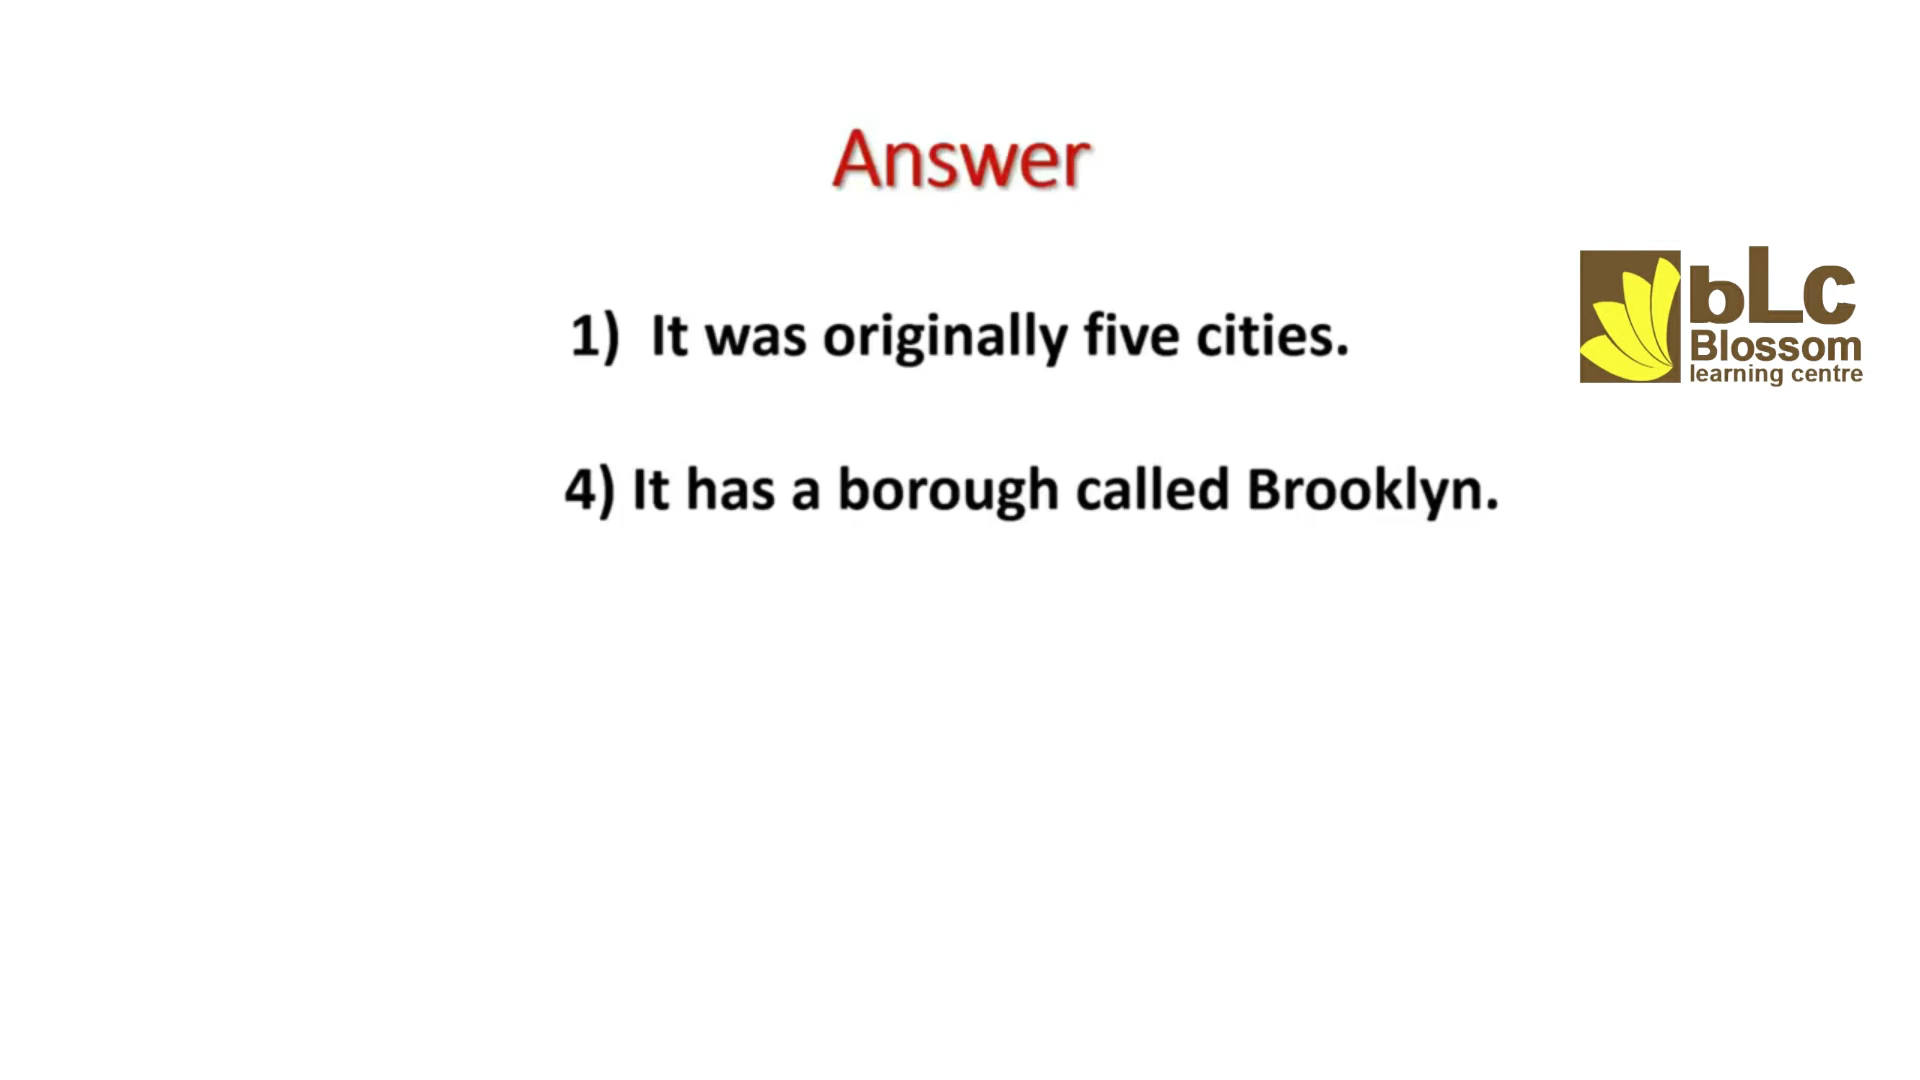 Answer
1) It was originally five cities.
bLc
Blossom
learning centre
4) It has a borough called Brooklyn.